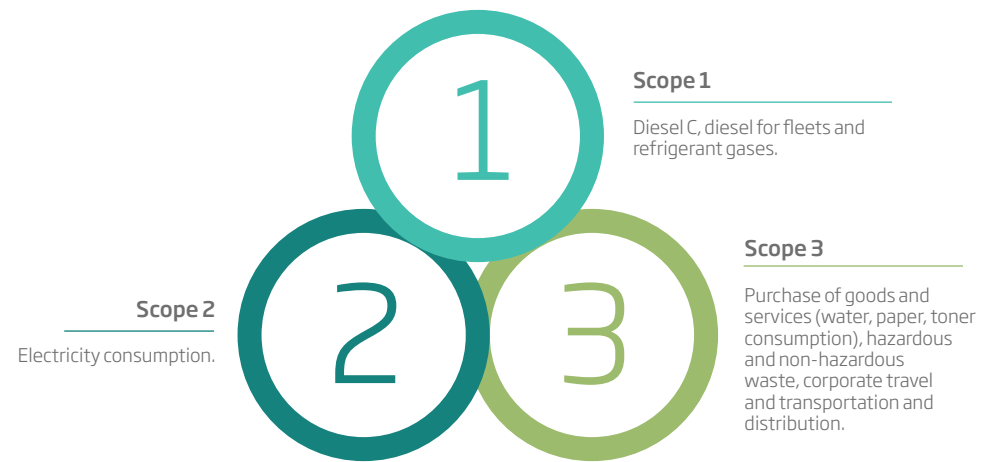 1
Scope 1
Diesel C, diesel for fleets and
refrigerant gases.
2
Scope 2
Electricity consumption.
3
Scope 3
Purchase of goods and
services (water, paper, toner
consumption), hazardous
and non-hazardous
waste, corporate travel
and transportation and
distribution.